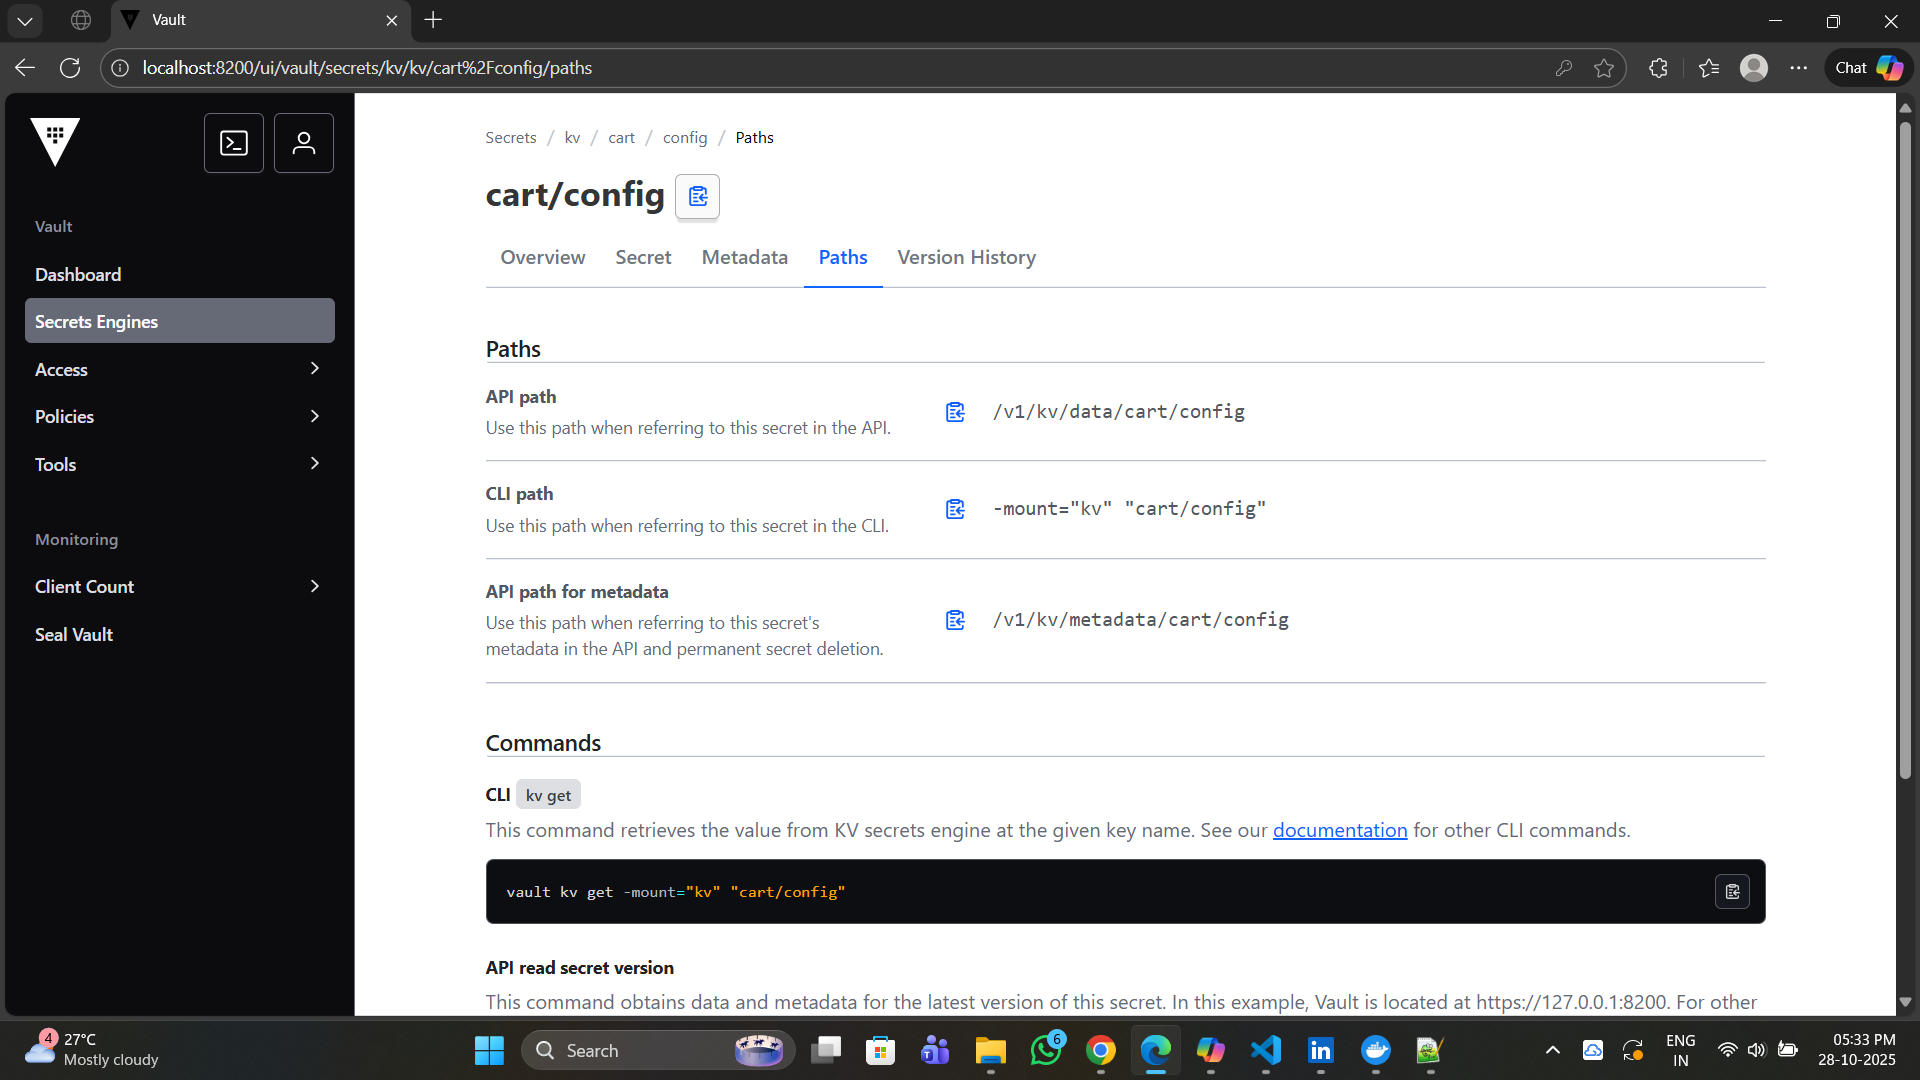 Vault
localhost:8200/ui/vault/secrets/kv/kv/cart%2Fconfig/paths
Chat
Vault
Dashboard
Secrets Engines
Access
Policies
Tools
Monitoring
Client Count
Seal Vault
Secrets / kv / cart / config / Paths
cart/config
Overview Secret Metadata Paths Version History
Paths
API path
Use this path when referring to this secret in the API.
/v1/kv/data/cart/config
CLI path
Use this path when referring to this secret in the CLI.
-mount="kv" "cart/config"
API path for metadata
Use this path when referring to this secret's
metadata in the API and permanent secret deletion.
/v1/kv/metadata/cart/config
Commands
CLI kv get
This command retrieves the value from KV secrets engine at the given key name. See our documentation for other CLI commands.
vault kv get -mount="kv" "cart/config"
API read secret version
This command obtains data and metadata for the latest version of this secret. In this example, Vault is located at https://127.0.0.1:8200. For other
4
27°C
Mostly cloudy
Search
6
ENG
IN
05:33 PM
28-10-2025